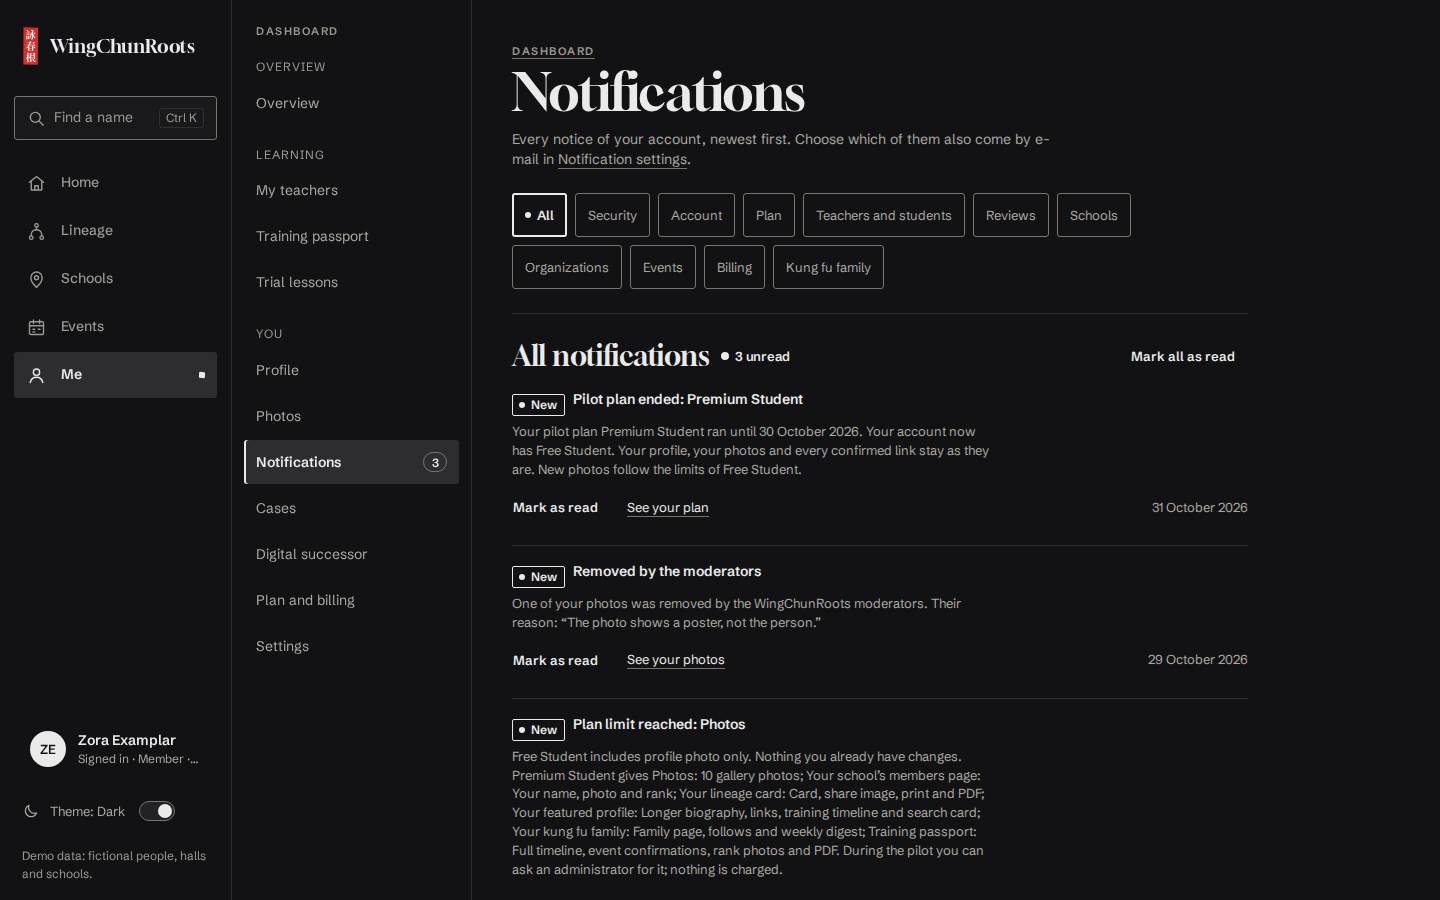 詠春根
WingChunRoots
Find a name
Ctrl K
Home
Lineage
Schools
Events
Me
ZE
Zora Examplar
Signed in · Member ·…
Theme: Dark
Demo data: fictional people, halls
and schools.
DASHBOARD
OVERVIEW
Overview
LEARNING
My teachers
Training passport
Trial lessons
YOU
Profile
Photos
Notifications 3
Cases
Digital successor
Plan and billing
Settings
DASHBOARD
Notifications
Every notice of your account, newest first. Choose which of them also come by e-
mail in Notification settings.
All Security Account Plan Teachers and students Reviews Schools
Organizations Events Billing Kung fu family
All notifications 3 unread Mark all as read
New Pilot plan ended: Premium Student
Your pilot plan Premium Student ran until 30 October 2026. Your account now
has Free Student. Your profile, your photos and every confirmed link stay as they
are. New photos follow the limits of Free Student.
Mark as read See your plan 31 October 2026
New Removed by the moderators
One of your photos was removed by the WingChunRoots moderators. Their
reason: “The photo shows a poster, not the person.”
Mark as read See your photos 29 October 2026
New Plan limit reached: Photos
Free Student includes profile photo only. Nothing you already have changes.
Premium Student gives Photos: 10 gallery photos; Your school’s members page:
Your name, photo and rank; Your lineage card: Card, share image, print and PDF;
Your featured profile: Longer biography, links, training timeline and search card;
Your kung fu family: Family page, follows and weekly digest; Training passport:
Full timeline, event confirmations, rank photos and PDF. During the pilot you can
ask an administrator for it; nothing is charged.